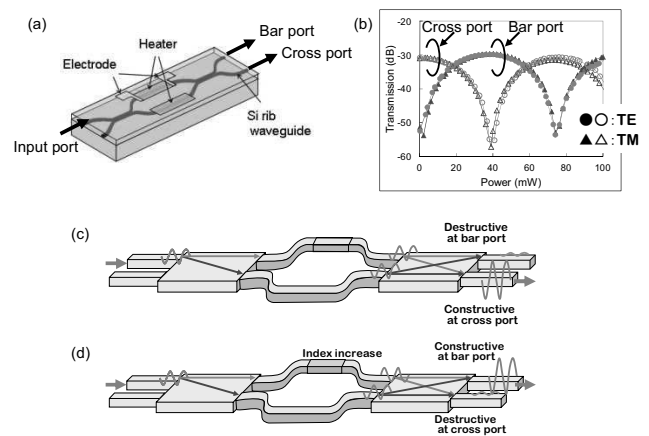 (a)
Bar port
Cross port
Heater
Electrode
Si rib
waveguide
Input port
(b)
Cross port
Bar port
Transmission (dB)
-20
-30
-40
-50
-60
0
20
40
60
80
100
Power (mW)
: TE
: TM
(c)
Destructive
at bar port
Constructive
at cross port
(d)
Index increase
Constructive
at bar port
Destructive
at cross port